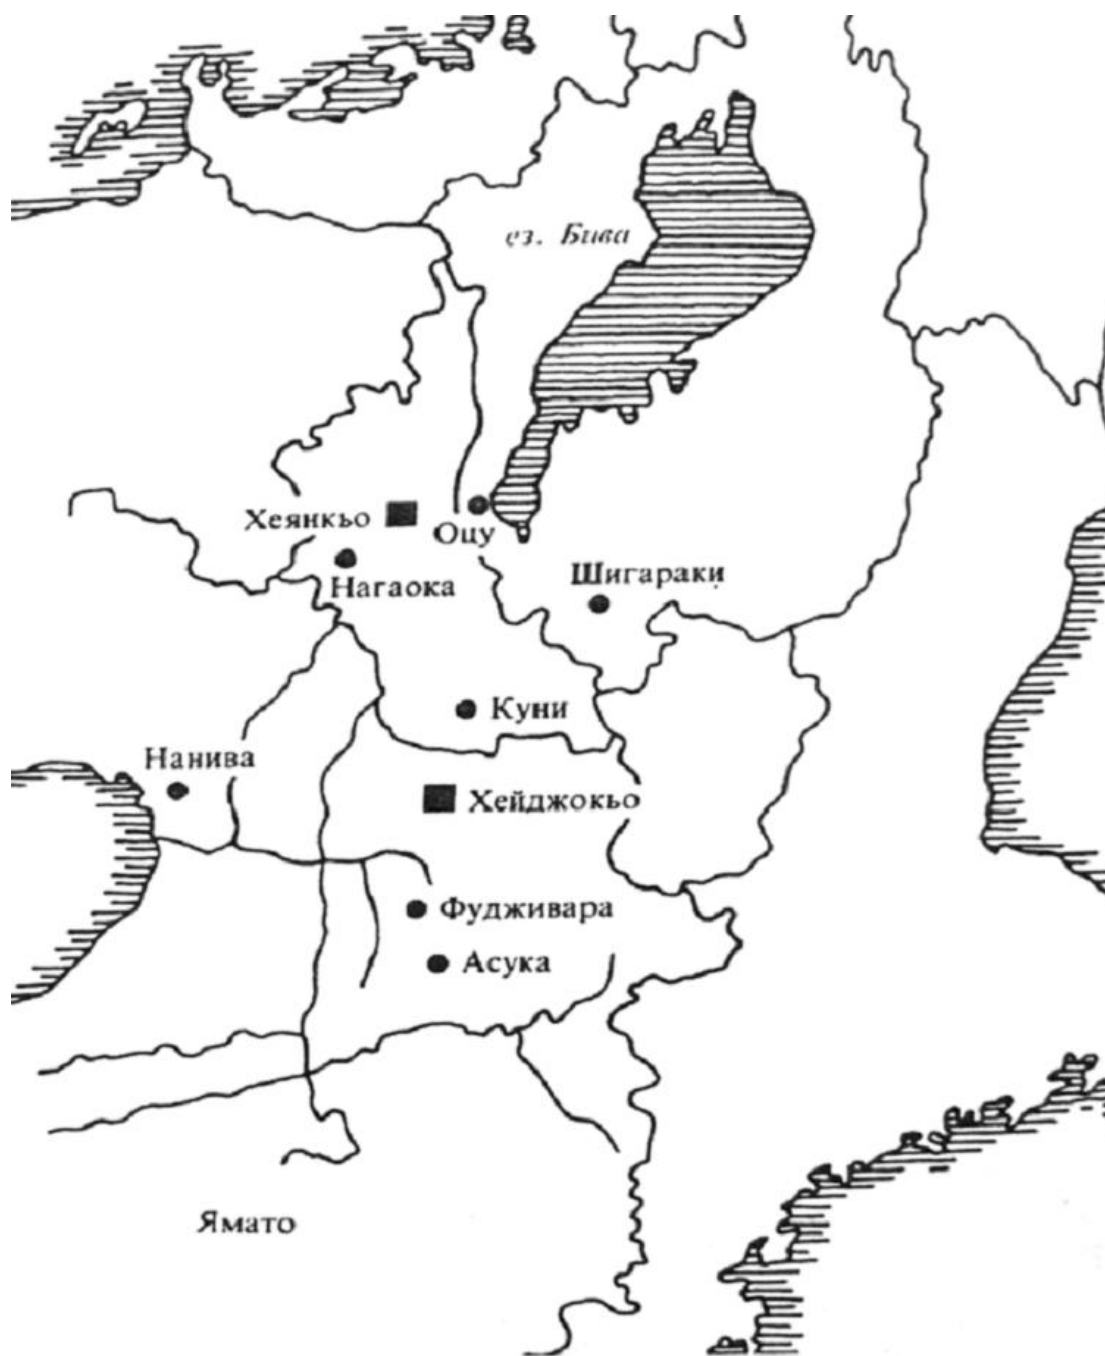 ез. Бива
Хеянкьо
Оцу
Нагаока
Шигараки
Куни
Нанива
Хейджокьо
Фудживара
Асука
Ямато